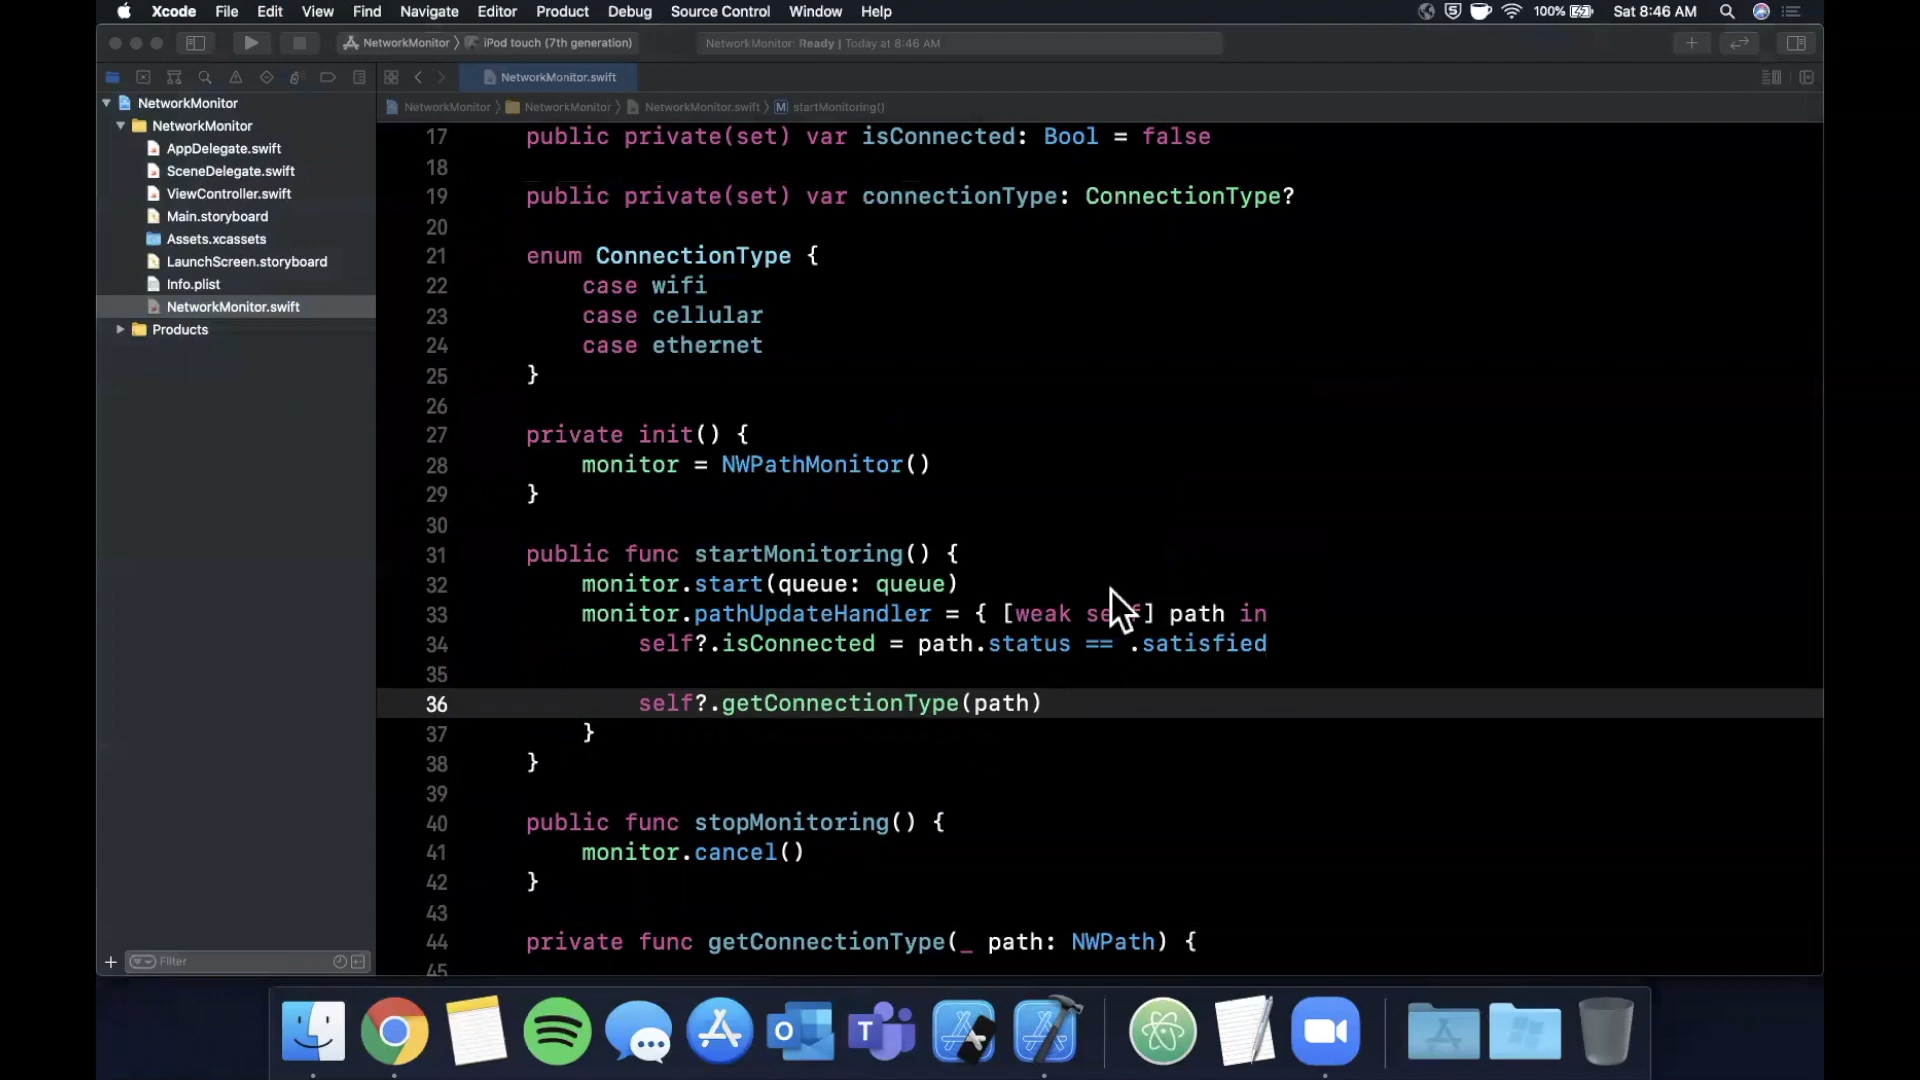 Xcode File Edit View Find Navigate Editor Product Debug Source Control Window Help 100% Sat 8:46 AM
NetworkMonitor iPod touch (7th generation) NetworkMonitor: Ready | Today at 8:46 AM
NetworkMonitor.swift
NetworkMonitor NetworkMonitor NetworkMonitor.swift M startMonitoring()
NetworkMonitor
NetworkMonitor
AppDelegate.swift
SceneDelegate.swift
ViewController.swift
Main.storyboard
Assets.xcassets
LaunchScreen.storyboard
Info.plist
NetworkMonitor.swift
Products
Filter
17 public private(set) var isConnected: Bool = false
18
19 public private(set) var connectionType: ConnectionType?
20
21 enum ConnectionType {
22 case wifi
23 case cellular
24 case ethernet
25 }
26
27 private init() {
28 monitor = NWPathMonitor()
29 }
30
31 public func startMonitoring() {
32 monitor.start(queue: queue)
33 monitor.pathUpdateHandler = { [weak self] path in
34 self?.isConnected = path.status == .satisfied
35
36 self?.getConnectionType(path)
37 }
38 }
39
40 public func stopMonitoring() {
41 monitor.cancel()
42 }
43
44 private func getConnectionType(_ path: NWPath) {
45